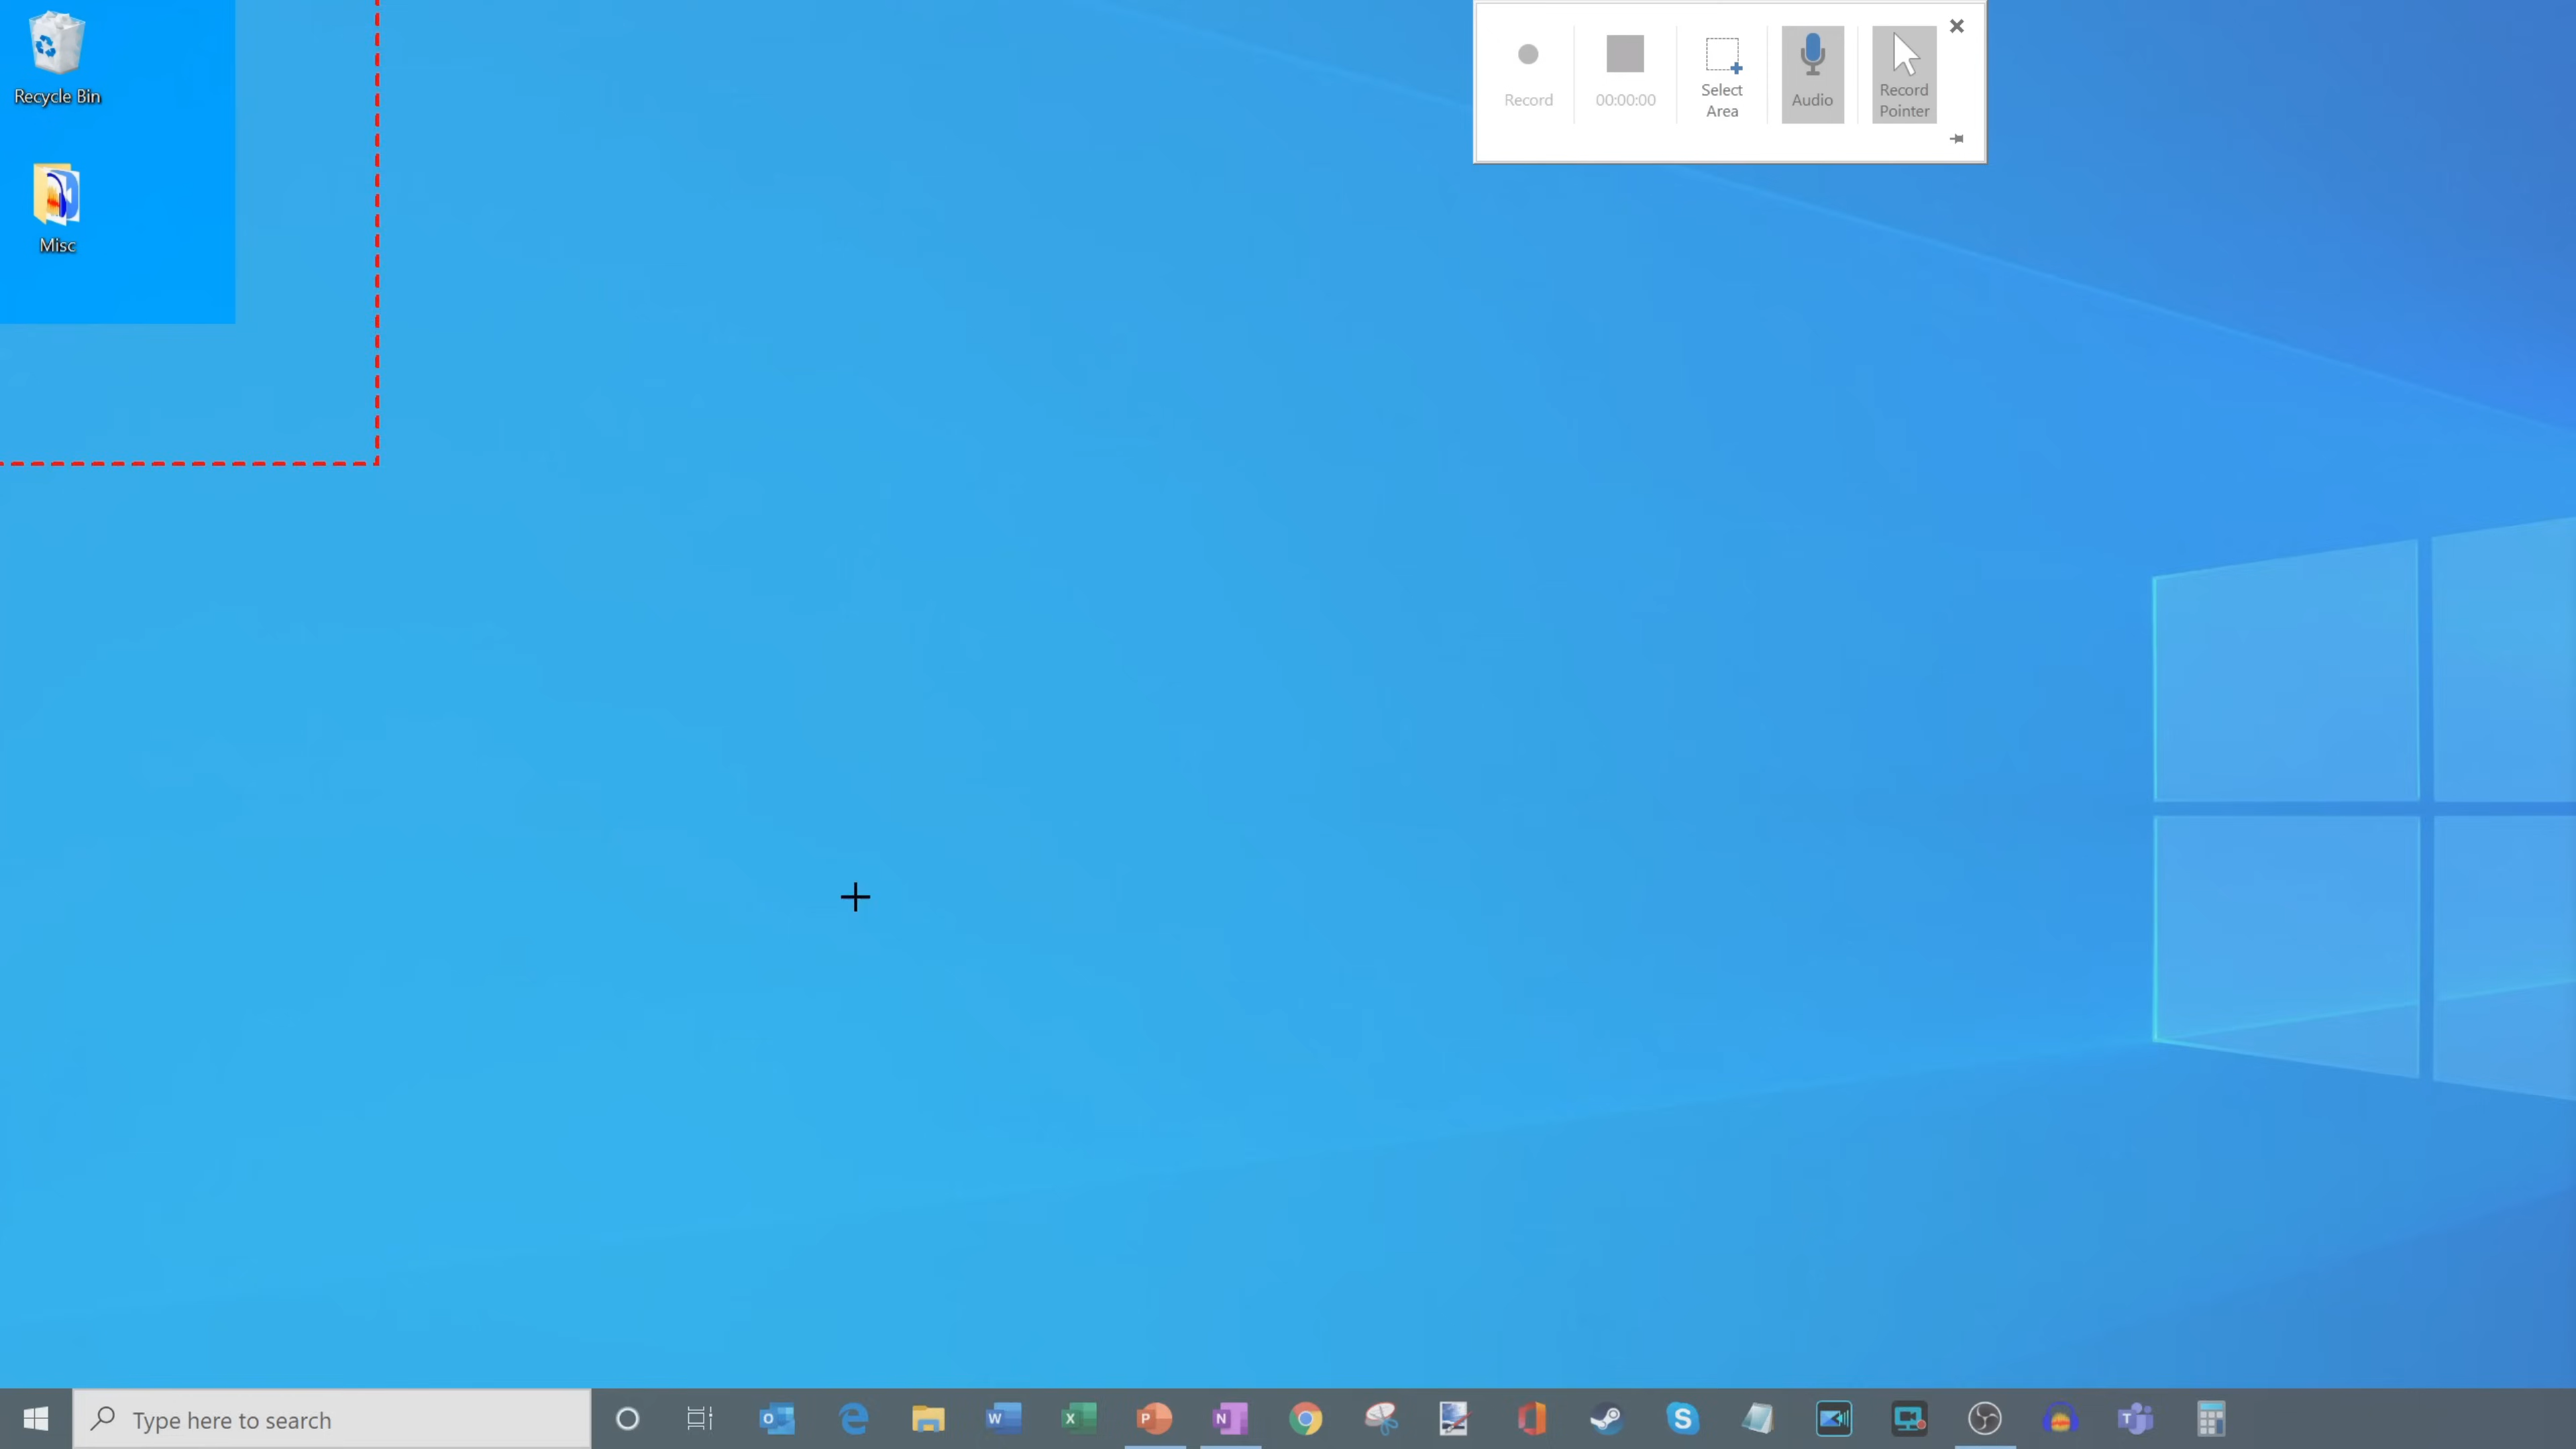 Recycle Bin
Misc
Record
00:00:00
Select
Area
Audio
Record
Pointer
Type here to search